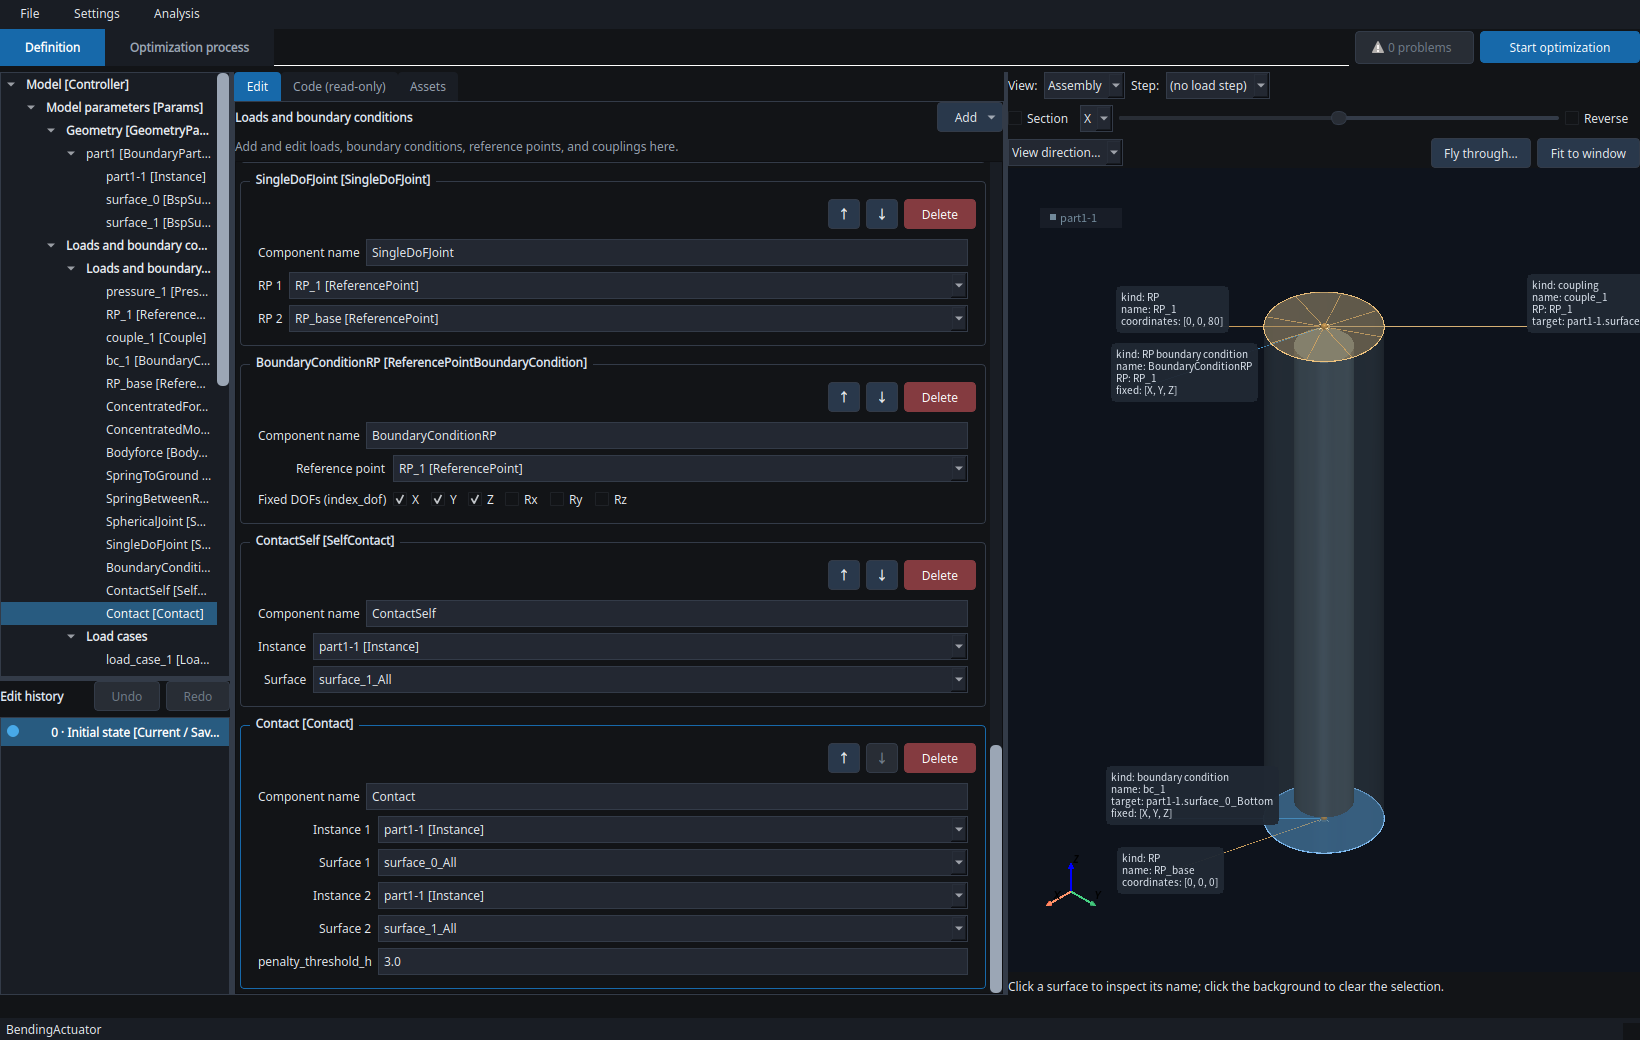 File Settings Analysis
Definition Optimization process 0 problems Start optimization
Model [Controller]
Model parameters [Params]
Geometry [GeometryPa...
part1 [BoundaryPart...
part1-1 [Instance]
surface_0 [BspSu...
surface_1 [BspSu...
Loads and boundary co...
Loads and boundary...
pressure_1 [Pres...
RP_1 [Reference...
couple_1 [Couple]
bc_1 [BoundaryC...
RP_base [Refere...
ConcentratedFor...
ConcentratedMo...
Bodyforce [Body...
SpringToGround ...
SpringBetweenR...
SphericalJoint [S...
SingleDoFJoint [S...
BoundaryConditi...
ContactSelf [Self...
Contact [Contact]
Load cases
load_case_1 [Loa...
Edit history Undo Redo
0 · Initial state [Current / Sav...
Edit Code (read-only) Assets
Loads and boundary conditions Add
Add and edit loads, boundary conditions, reference points, and couplings here.
SingleDoFJoint [SingleDoFJoint]
↑ ↓ Delete
Component name SingleDoFJoint
RP 1 RP_1 [ReferencePoint]
RP 2 RP_base [ReferencePoint]
BoundaryConditionRP [ReferencePointBoundaryCondition]
↑ ↓ Delete
Component name BoundaryConditionRP
Reference point RP_1 [ReferencePoint]
Fixed DOFs (index_dof) X Y Z Rx Ry Rz
ContactSelf [SelfContact]
↑ ↓ Delete
Component name ContactSelf
Instance part1-1 [Instance]
Surface surface_1_All
Contact [Contact]
↑ ↓ Delete
Component name Contact
Instance 1 part1-1 [Instance]
Surface 1 surface_0_All
Instance 2 part1-1 [Instance]
Surface 2 surface_1_All
penalty_threshold_h 3.0
View: Assembly Step: (no load step)
Section X Reverse
View direction... Fly through... Fit to window
part1-1
kind: RP
name: RP_1
coordinates: [0, 0, 80]
kind: coupling
name: couple_1
RP: RP_1
target: part1-1.surface
kind: RP boundary condition
name: BoundaryConditionRP
RP: RP_1
fixed: [X, Y, Z]
kind: boundary condition
name: bc_1
target: part1-1.surface_0_Bottom
fixed: [X, Y, Z]
kind: RP
name: RP_base
coordinates: [0, 0, 0]
Z
Y
Click a surface to inspect its name; click the background to clear the selection.
BendingActuator